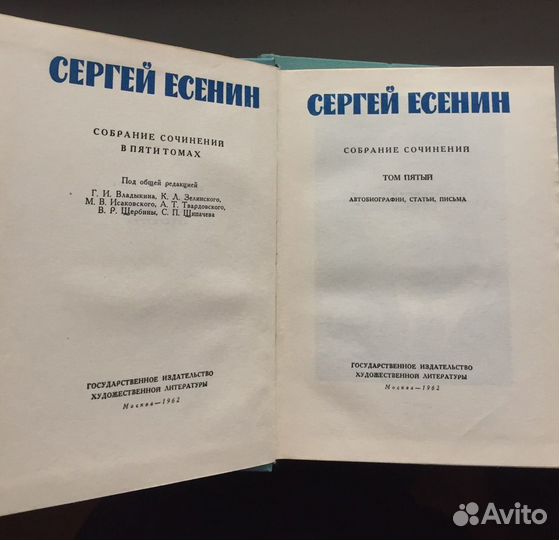 СЕРГЕЙ ЕСЕНИН
СОБРАНИЕ СОЧИНЕНИЙ
В ПЯТИ ТОМАХ
Под общей редакцией
Г. И. Владыкина, К. Л. Зелинского,
М. В. Исаковского, А. Т. Твардовского,
В. Р. Щербины, С. П. Щипачева
ГОСУДАРСТВЕННОЕ ИЗДАТЕЛЬСТВО
ХУДОЖЕСТВЕННОЙ ЛИТЕРАТУРЫ
Москва—1962
СЕРГЕЙ ЕСЕНИН
СОБРАНИЕ СОЧИНЕНИЙ
ТОМ ПЯТЫЙ
АВТОБИОГРАФИИ, СТАТЬИ, ПИСЬМА
ГОСУДАРСТВЕННОЕ ИЗДАТЕЛЬСТВО
ХУДОЖЕСТВЕННОЙ ЛИТЕРАТУРЫ
Москва—1962
Avito